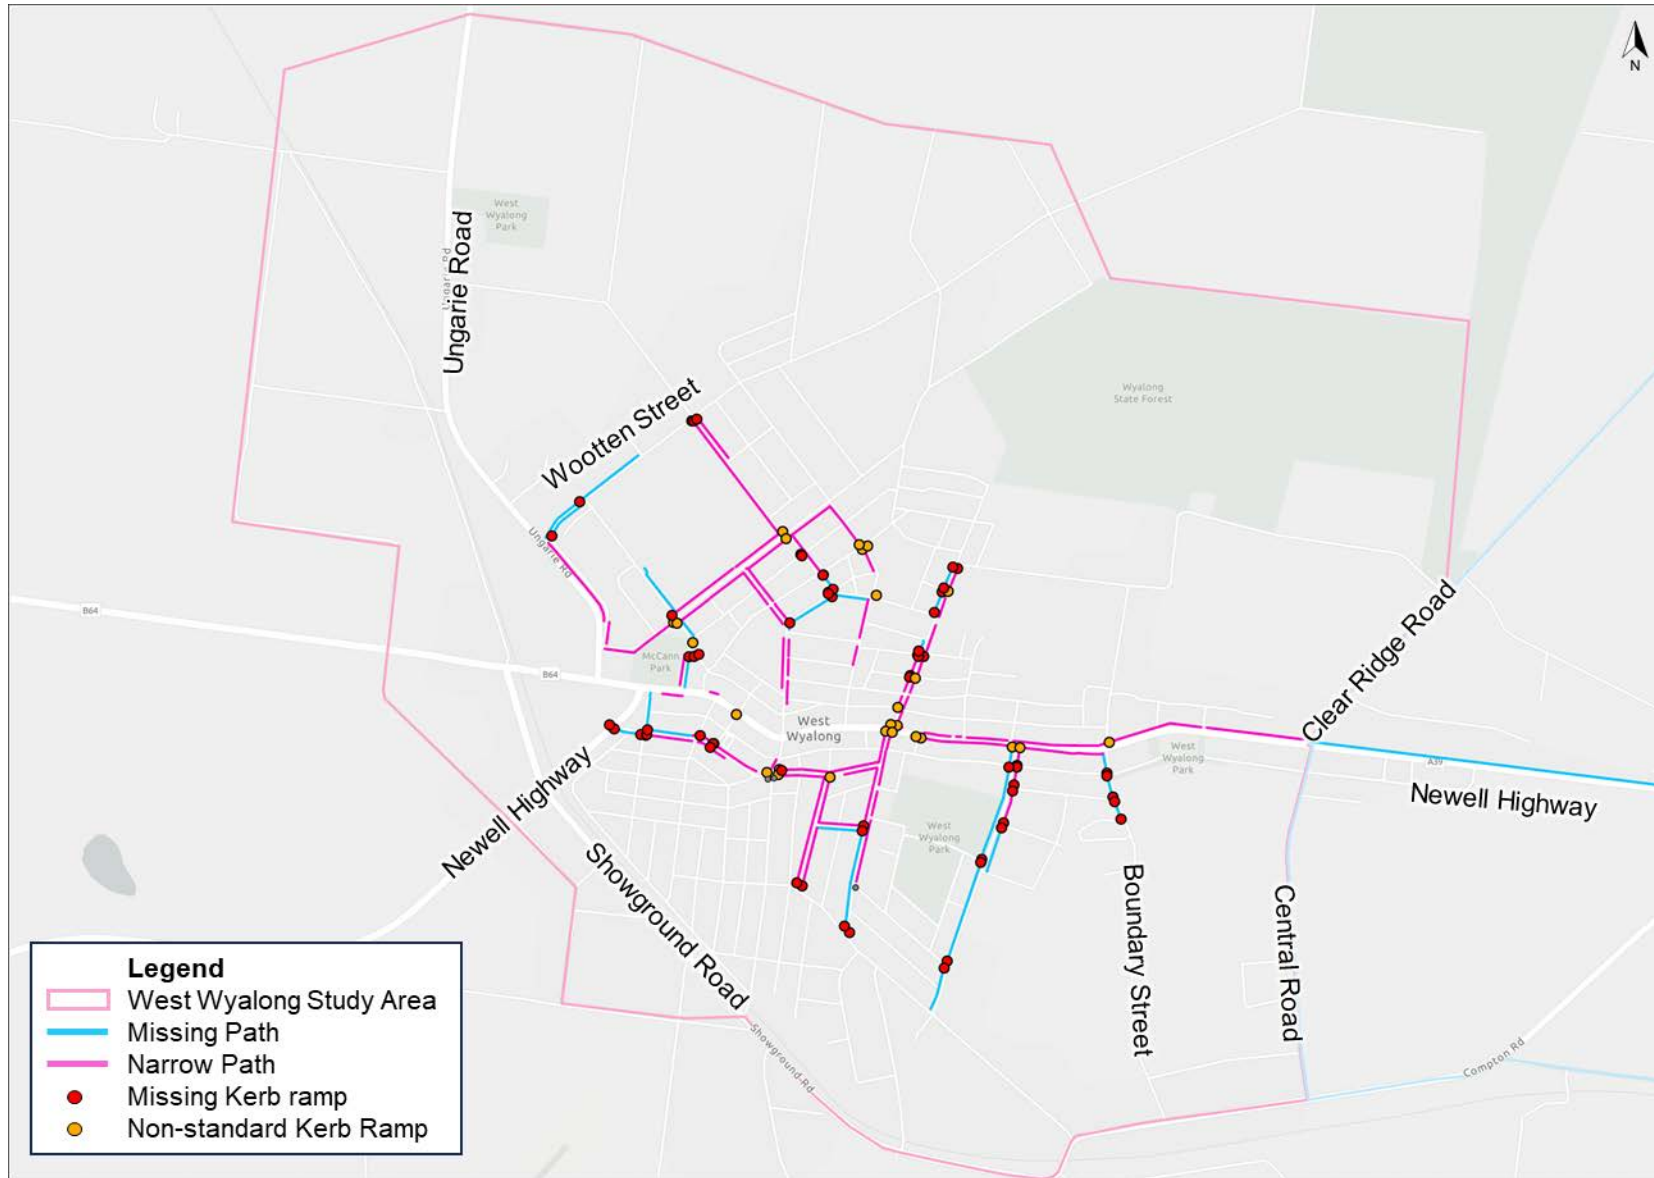 N
West
Wyalong
Park
Ungarie Rd
Ungarie Road
Wyalong
State Forest
Wootten Street
Ungarie Rd
B64
McCann
Park
B64
West
Wyalong
Clear Ridge Road
West
Wyalong
Park
A39
Newell Highway
Newell Highway
West
Wyalong
Park
Showground Road
Boundary Street
Central Road
Showground Rd
Compton Rd
Legend
West Wyalong Study Area
Missing Path
Narrow Path
Missing Kerb ramp
Non-standard Kerb Ramp